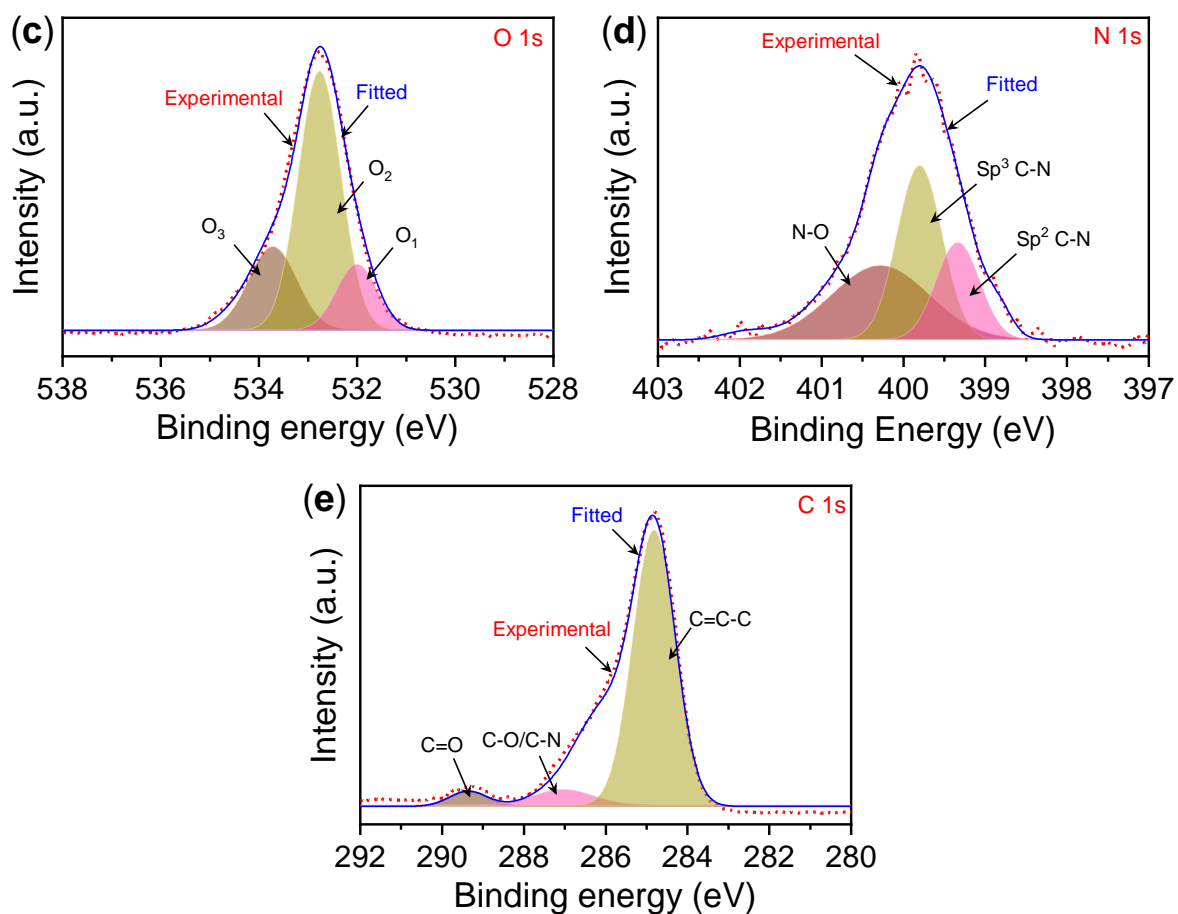 (c)
O 1s
Experimental
Fitted
O₂
O₃
O₁
Intensity (a.u.)
538 536 534 532 530 528
Binding energy (eV)
(d)
N 1s
Experimental
Fitted
Sp³ C-N
N-O
Sp² C-N
Intensity (a.u.)
403 402 401 400 399 398 397
Binding Energy (eV)
(e)
C 1s
Fitted
C=C-C
Experimental
C-O/C-N
C=O
Intensity (a.u.)
292 290 288 286 284 282 280
Binding energy (eV)